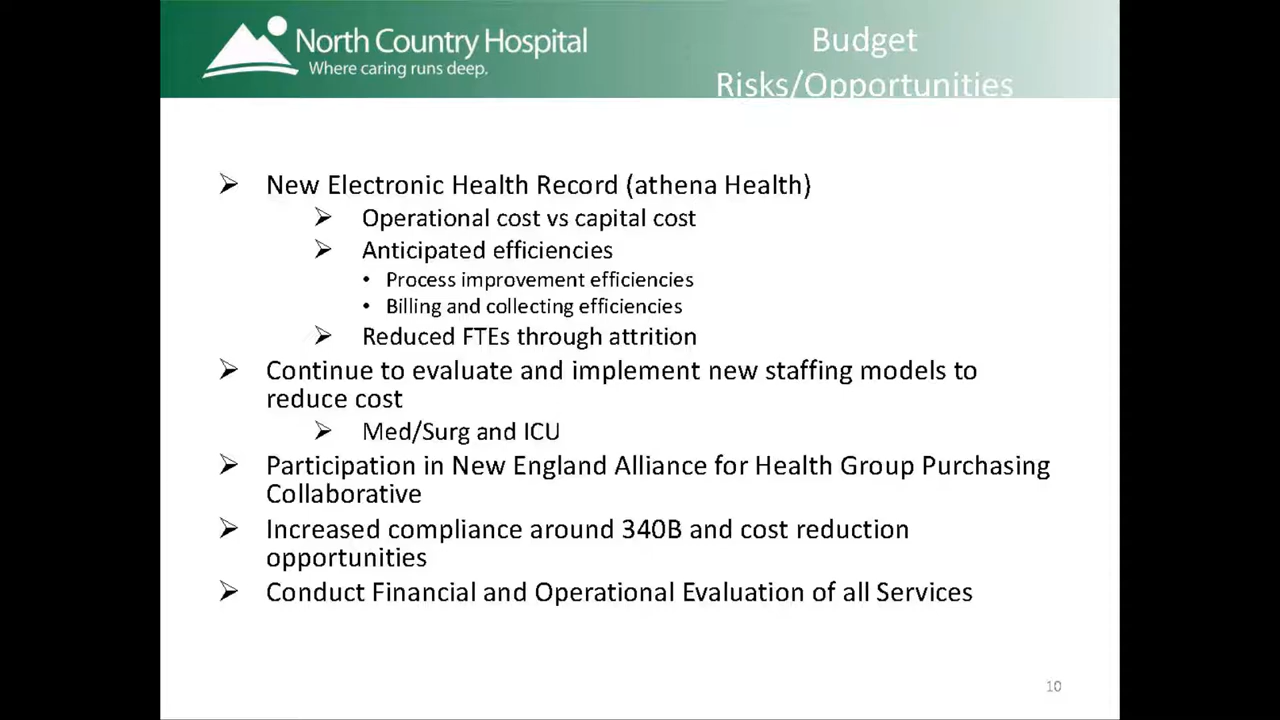 North Country Hospital
Where caring runs deep.
Budget
Risks/Opportunities
New Electronic Health Record (athena Health)
Operational cost vs capital cost
Anticipated efficiencies
Process improvement efficiencies
Billing and collecting efficiencies
Reduced FTEs through attrition
Continue to evaluate and implement new staffing models to
reduce cost
Med/Surg and ICU
Participation in New England Alliance for Health Group Purchasing
Collaborative
Increased compliance around 340B and cost reduction
opportunities
Conduct Financial and Operational Evaluation of all Services
10